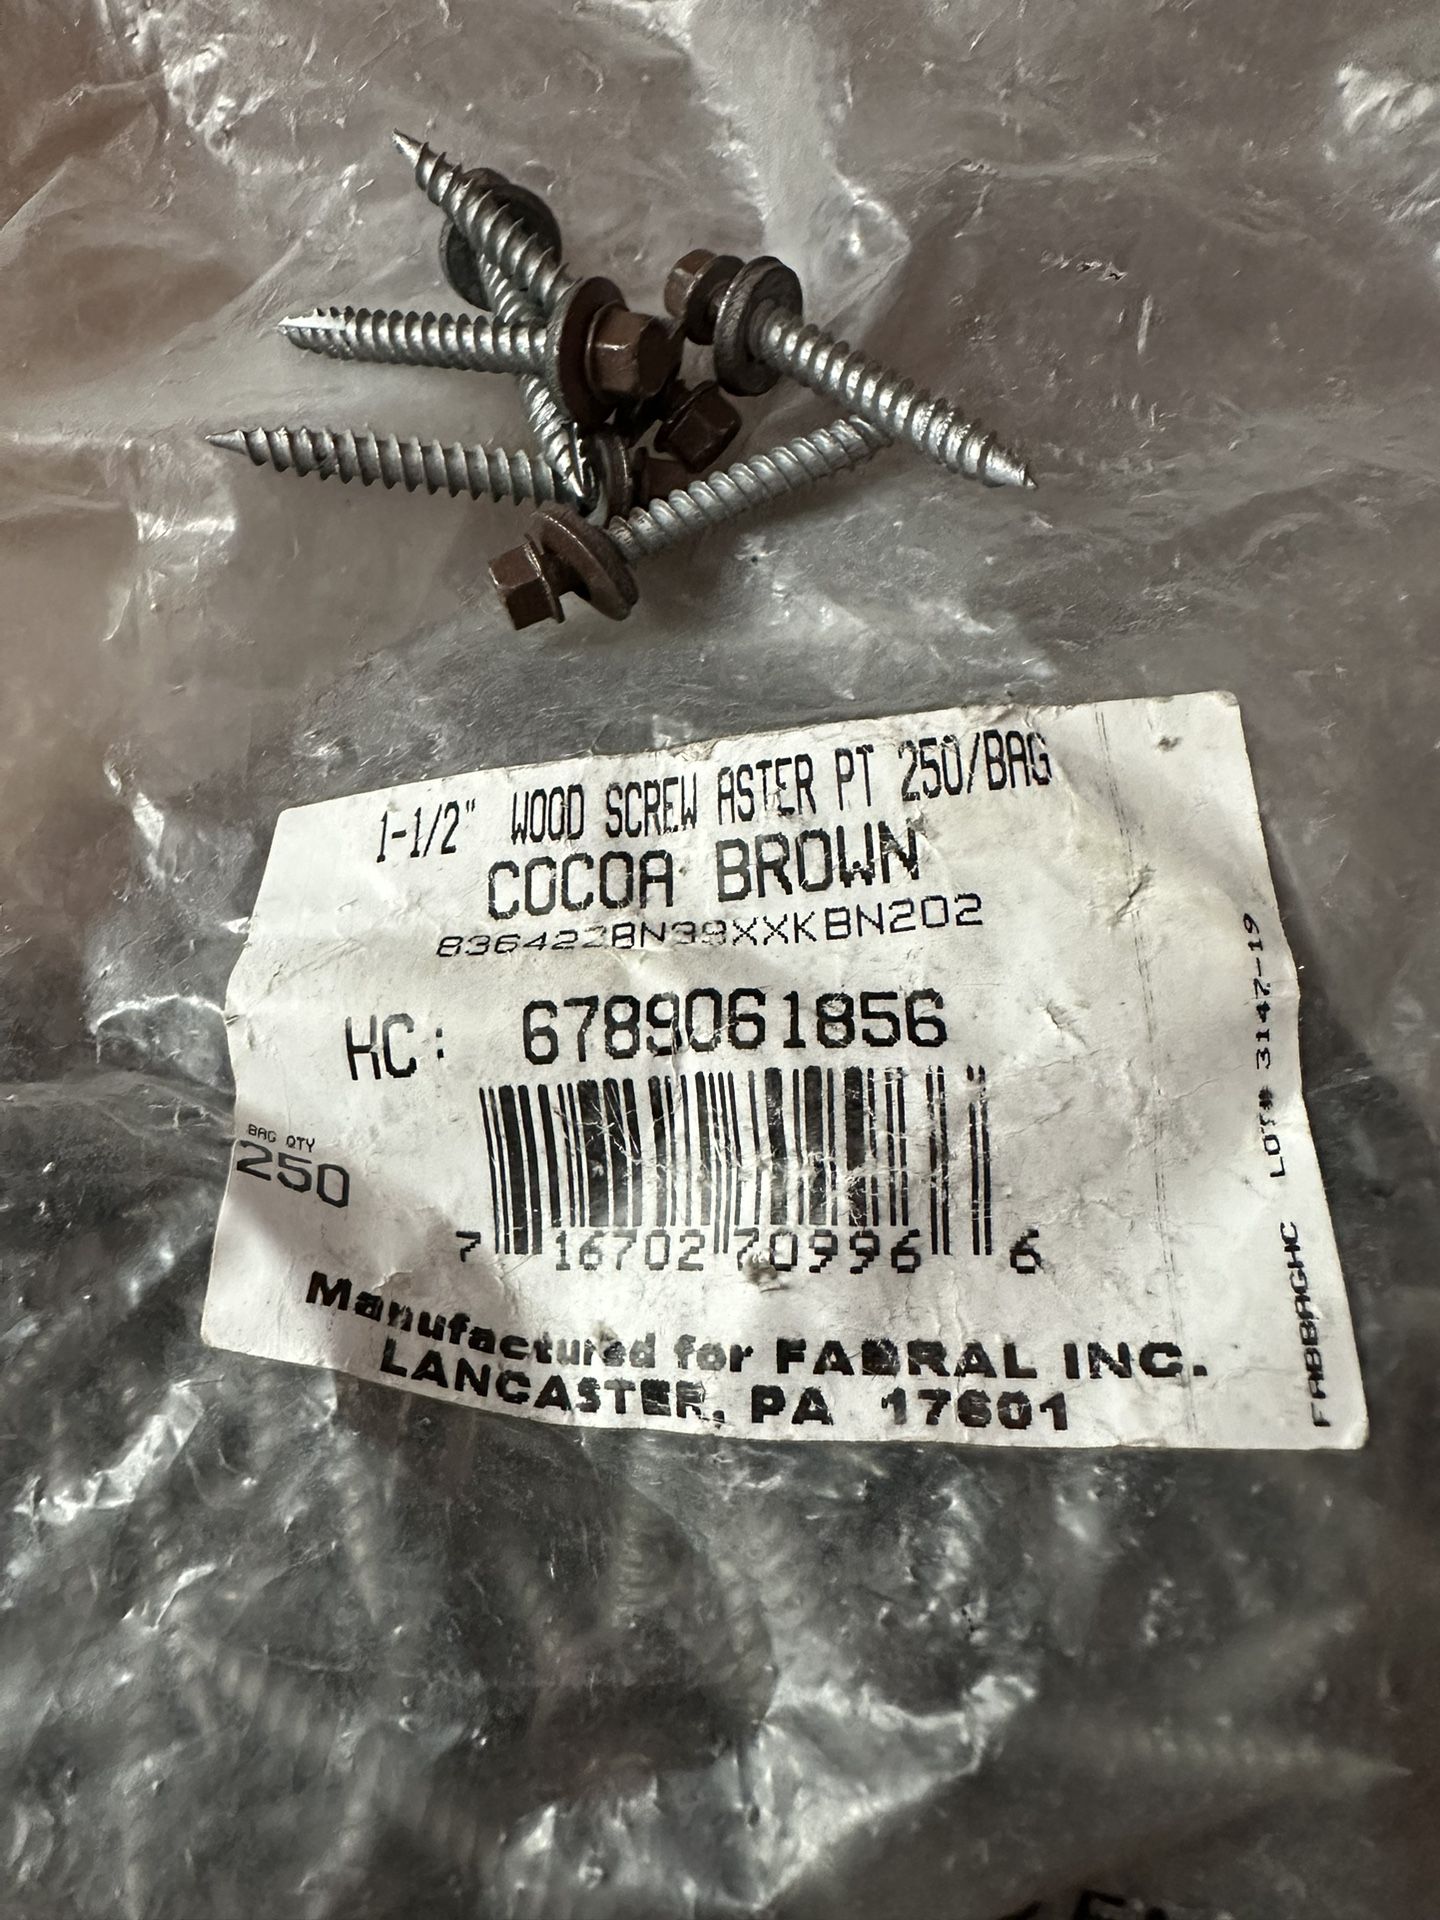 1-1/2" WOOD SCREW ASTER PT 250/BAG
COCOA BROWN
836422BN39XXKBN202
HC: 6789061856
BAG QTY
250
7 16702 70996 6
Manufactured for FABRAL INC.
LANCASTER, PA 17601
FABBAGHC LOT# 3147-19